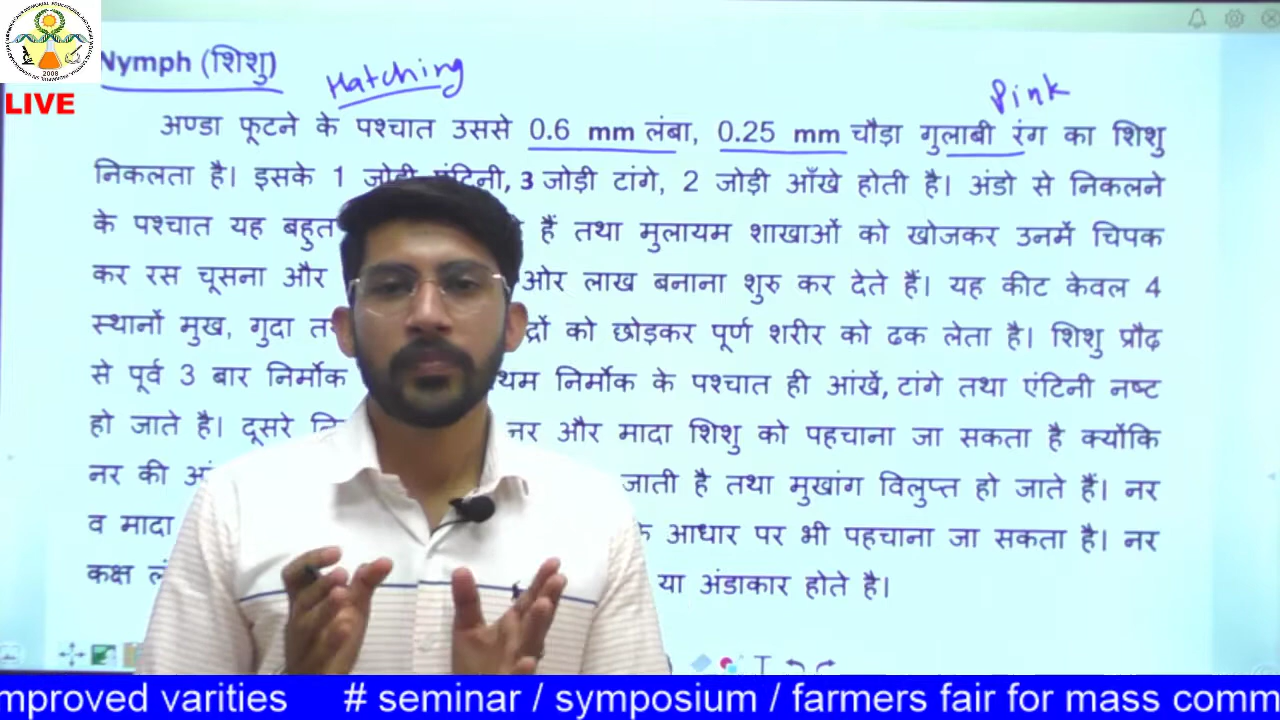 2008
LIVE
Nymph (शिशु)
Hatching
Pink
अण्डा फूटने के पश्चात उससे 0.6 mm लंबा, 0.25 mm चौड़ा गुलाबी रंग का शिशु
निकलता है। इसके 1 जोड़ी एंटिनी, 3 जोड़ी टांगे, 2 जोड़ी आँखे होती है। अंडो से निकलने
के पश्चात यह बहुत हैं तथा मुलायम शाखाओं को खोजकर उनमें चिपक
कर रस चूसना और ओर लाख बनाना शुरु कर देते हैं। यह कीट केवल 4
स्थानों मुख, गुदा को छोड़कर पूर्ण शरीर को ढक लेता है। शिशु प्रौढ़
से पूर्व 3 बार निर्मोक निर्मोक के पश्चात ही आंखें, टांगे तथा एंटिनी नष्ट
हो जाते है। दूसरे नर और मादा शिशु को पहचाना जा सकता है क्योंकि
नर की जाती है तथा मुखांग विलुप्त हो जाते हैं। नर
व मादा आधार पर भी पहचाना जा सकता है। नर
कक्ष या अंडाकार होते है।
mproved varities # seminar / symposium / farmers fair for mass comm